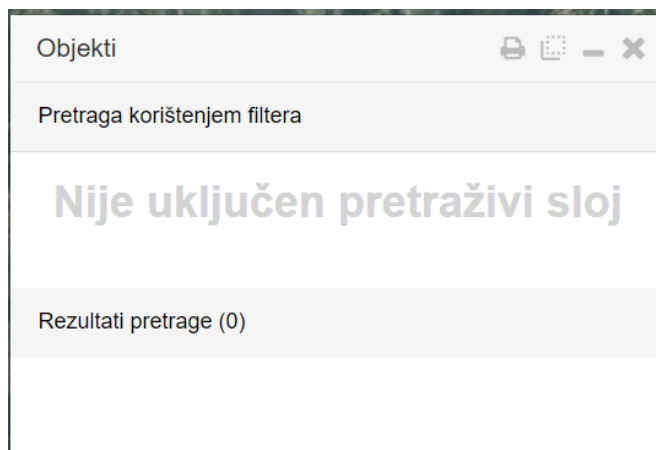 Objekti
Pretraga korištenjem filtera
Nije uključen pretraživi sloj
Rezultati pretrage (0)